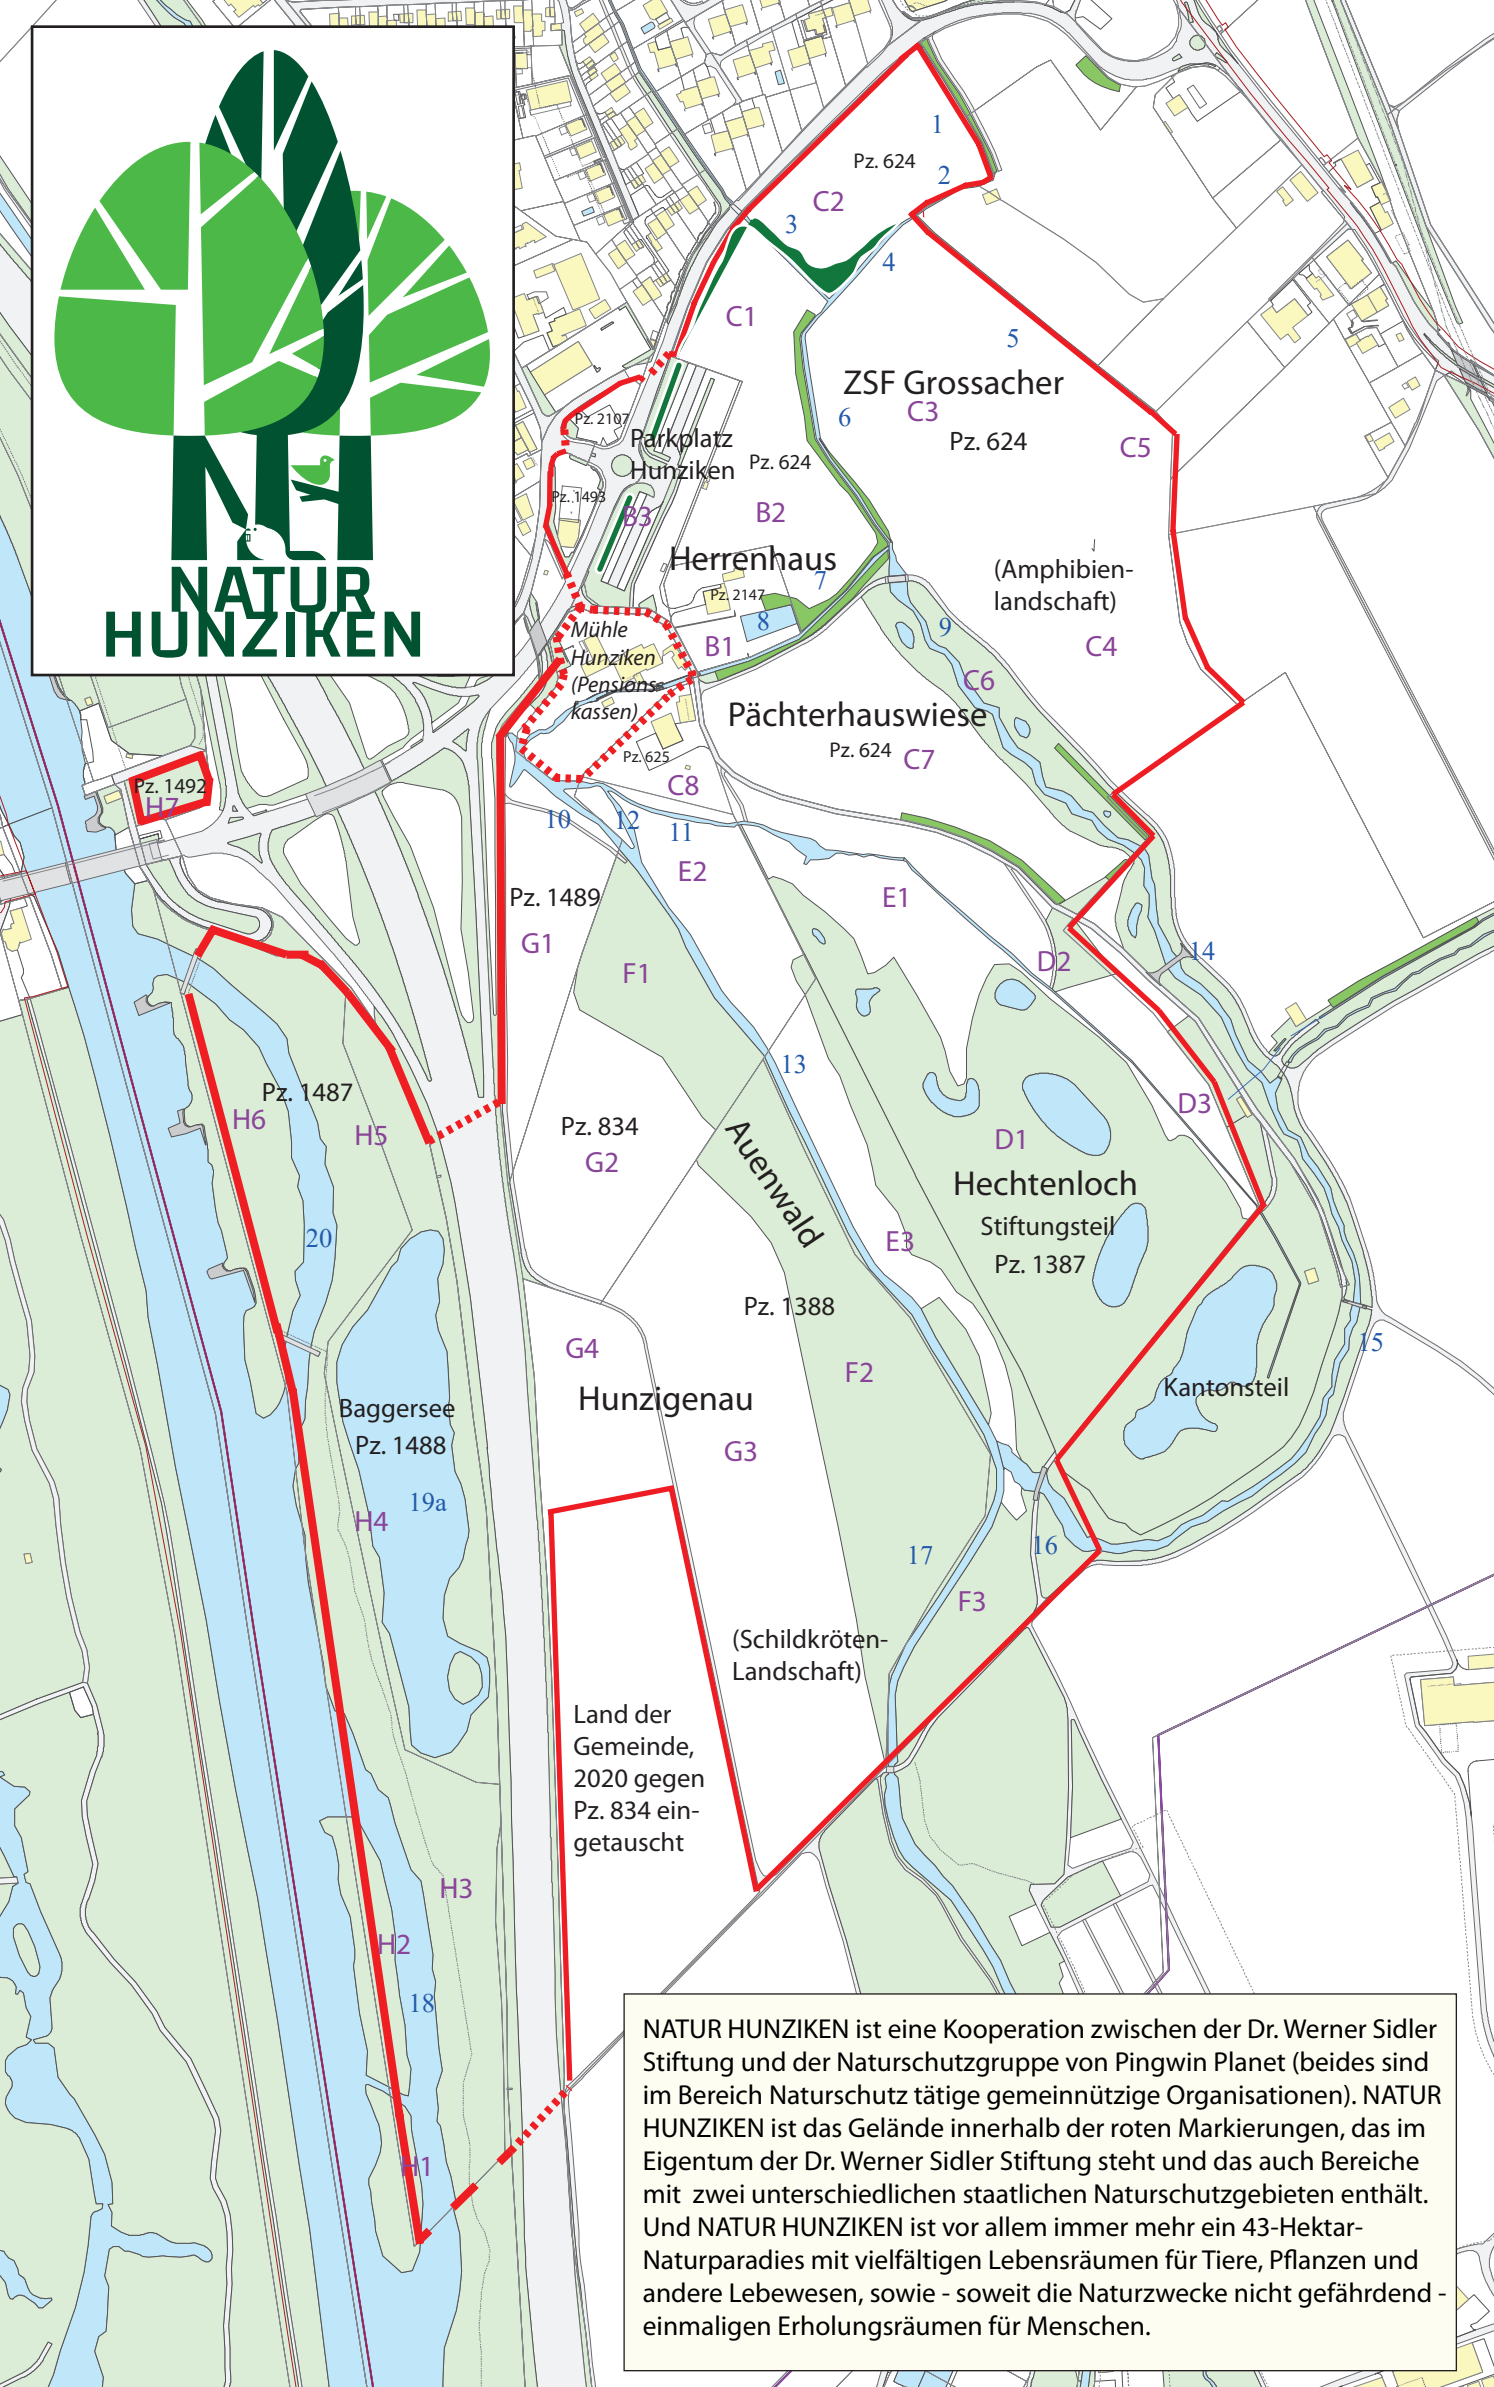 NATUR
HUNZIKEN
1
Pz. 624
2
C2
3
4
C1
5
ZSF Grossacher
C3
6
Pz. 2107
Parkplatz
Hunziken
Pz. 624
Pz. 624
C5
Pz. 1493
B3
B2
Herrenhaus
(Amphibien-
landschaft)
7
Pz. 2147
8
9
Mühle
Hunziken
(Pensions-
kassen)
B1
C4
C6
Pächterhauswiese
Pz. 624
C7
Pz. 625
C8
Pz. 1492
H7
10
12
11
E2
Pz. 1489
E1
G1
F1
D2
14
13
Pz. 1487
H6
H5
D3
Pz. 834
G2
Auenwald
D1
Hechtenloch
Stiftungsteil
Pz. 1387
20
E3
Pz. 1388
G4
F2
15
Hunzigenau
Kantonsteil
Baggersee
Pz. 1488
G3
19a
H4
17
16
F3
(Schildkröten-
Landschaft)
Land der
Gemeinde,
2020 gegen
Pz. 834 ein-
getauscht
H3
H2
18
H1
NATUR HUNZIKEN ist eine Kooperation zwischen der Dr. Werner Sidler
Stiftung und der Naturschutzgruppe von Pingwin Planet (beides sind
im Bereich Naturschutz tätige gemeinnützige Organisationen). NATUR
HUNZIKEN ist das Gelände innerhalb der roten Markierungen, das im
Eigentum der Dr. Werner Sidler Stiftung steht und das auch Bereiche
mit zwei unterschiedlichen staatlichen Naturschutzgebieten enthält.
Und NATUR HUNZIKEN ist vor allem immer mehr ein 43-Hektar-
Naturparadies mit vielfältigen Lebensräumen für Tiere, Pflanzen und
andere Lebewesen, sowie - soweit die Naturzwecke nicht gefährdend -
einmaligen Erholungsräumen für Menschen.